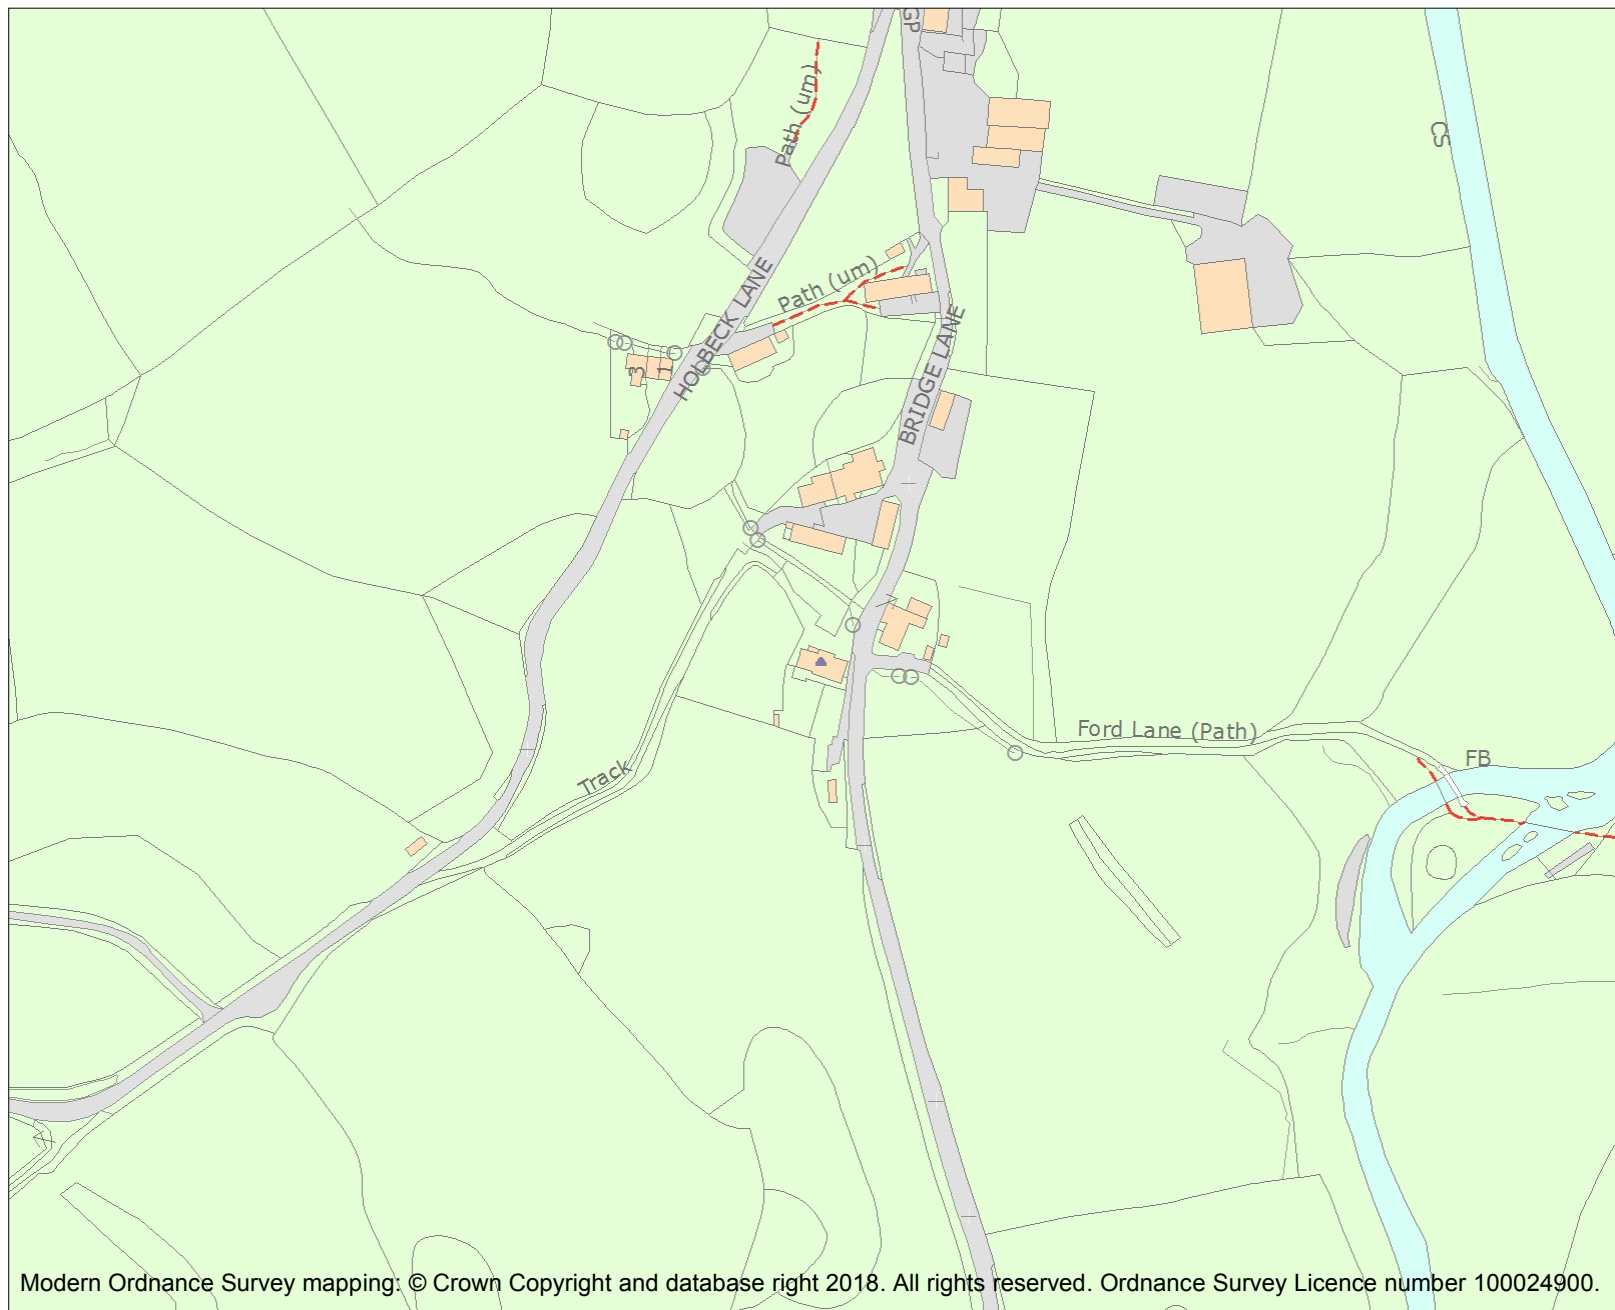 GP
Path (um)
CS
HOLBECK LANE
Path (um)
BRIDGE LANE
3
1
Ford Lane (Path)
FB
Track
Modern Ordnance Survey mapping: © Crown Copyright and database right 2018. All rights reserved. Ordnance Survey Licence number 100024900.